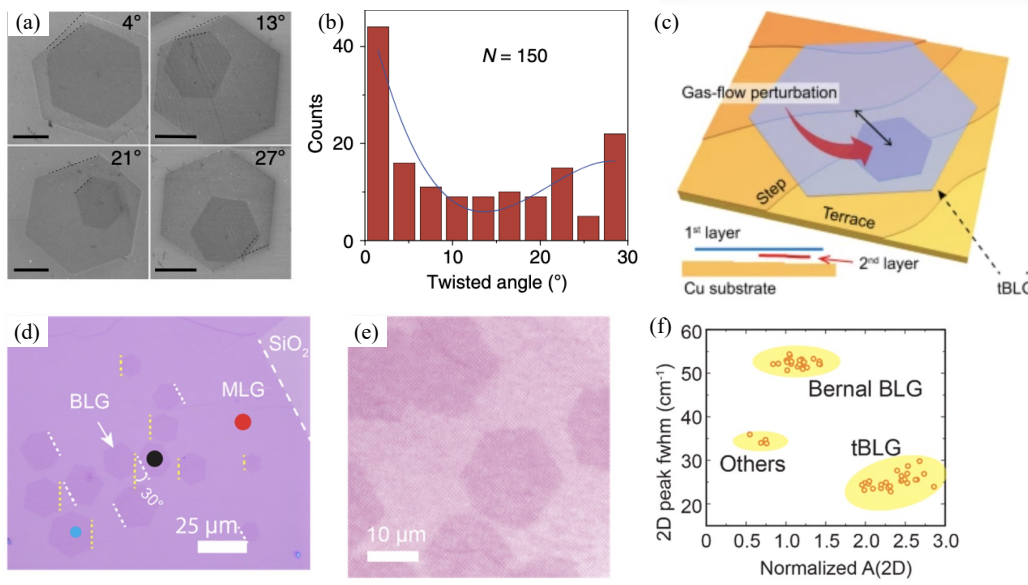 (a)
4°
13°
21°
27°
(b)
40
20
0
0
10
20
30
Counts
N = 150
Twisted angle (°)
(c)
Gas-flow perturbation
Step
Terrace
1st layer
2nd layer
Cu substrate
tBLG
(d)
SiO2
MLG
BLG
30°
25 μm
(e)
10 μm
(f)
60
50
40
30
20
2D peak fwhm (cm-1)
Bernal BLG
Others
tBLG
0
0.5
1.0
1.5
2.0
2.5
3.0
Normalized A(2D)